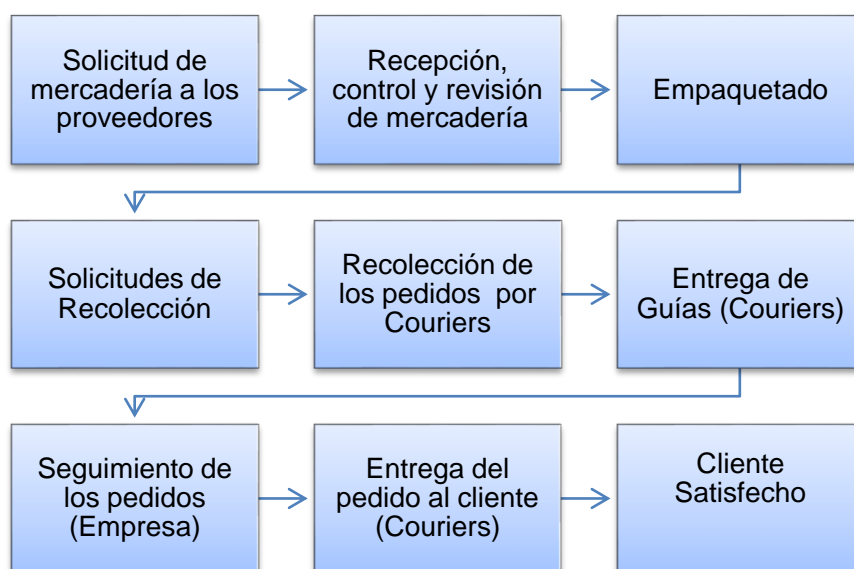 Solicitud de
mercadería a los
proveedores
Recepción,
control y revisión
de mercadería
Empaquetado
Solicitudes de
Recolección
Recolección de
los pedidos por
Couriers
Entrega de
Guías (Couriers)
Seguimiento de
los pedidos
(Empresa)
Entrega del
pedido al cliente
(Couriers)
Cliente
Satisfecho